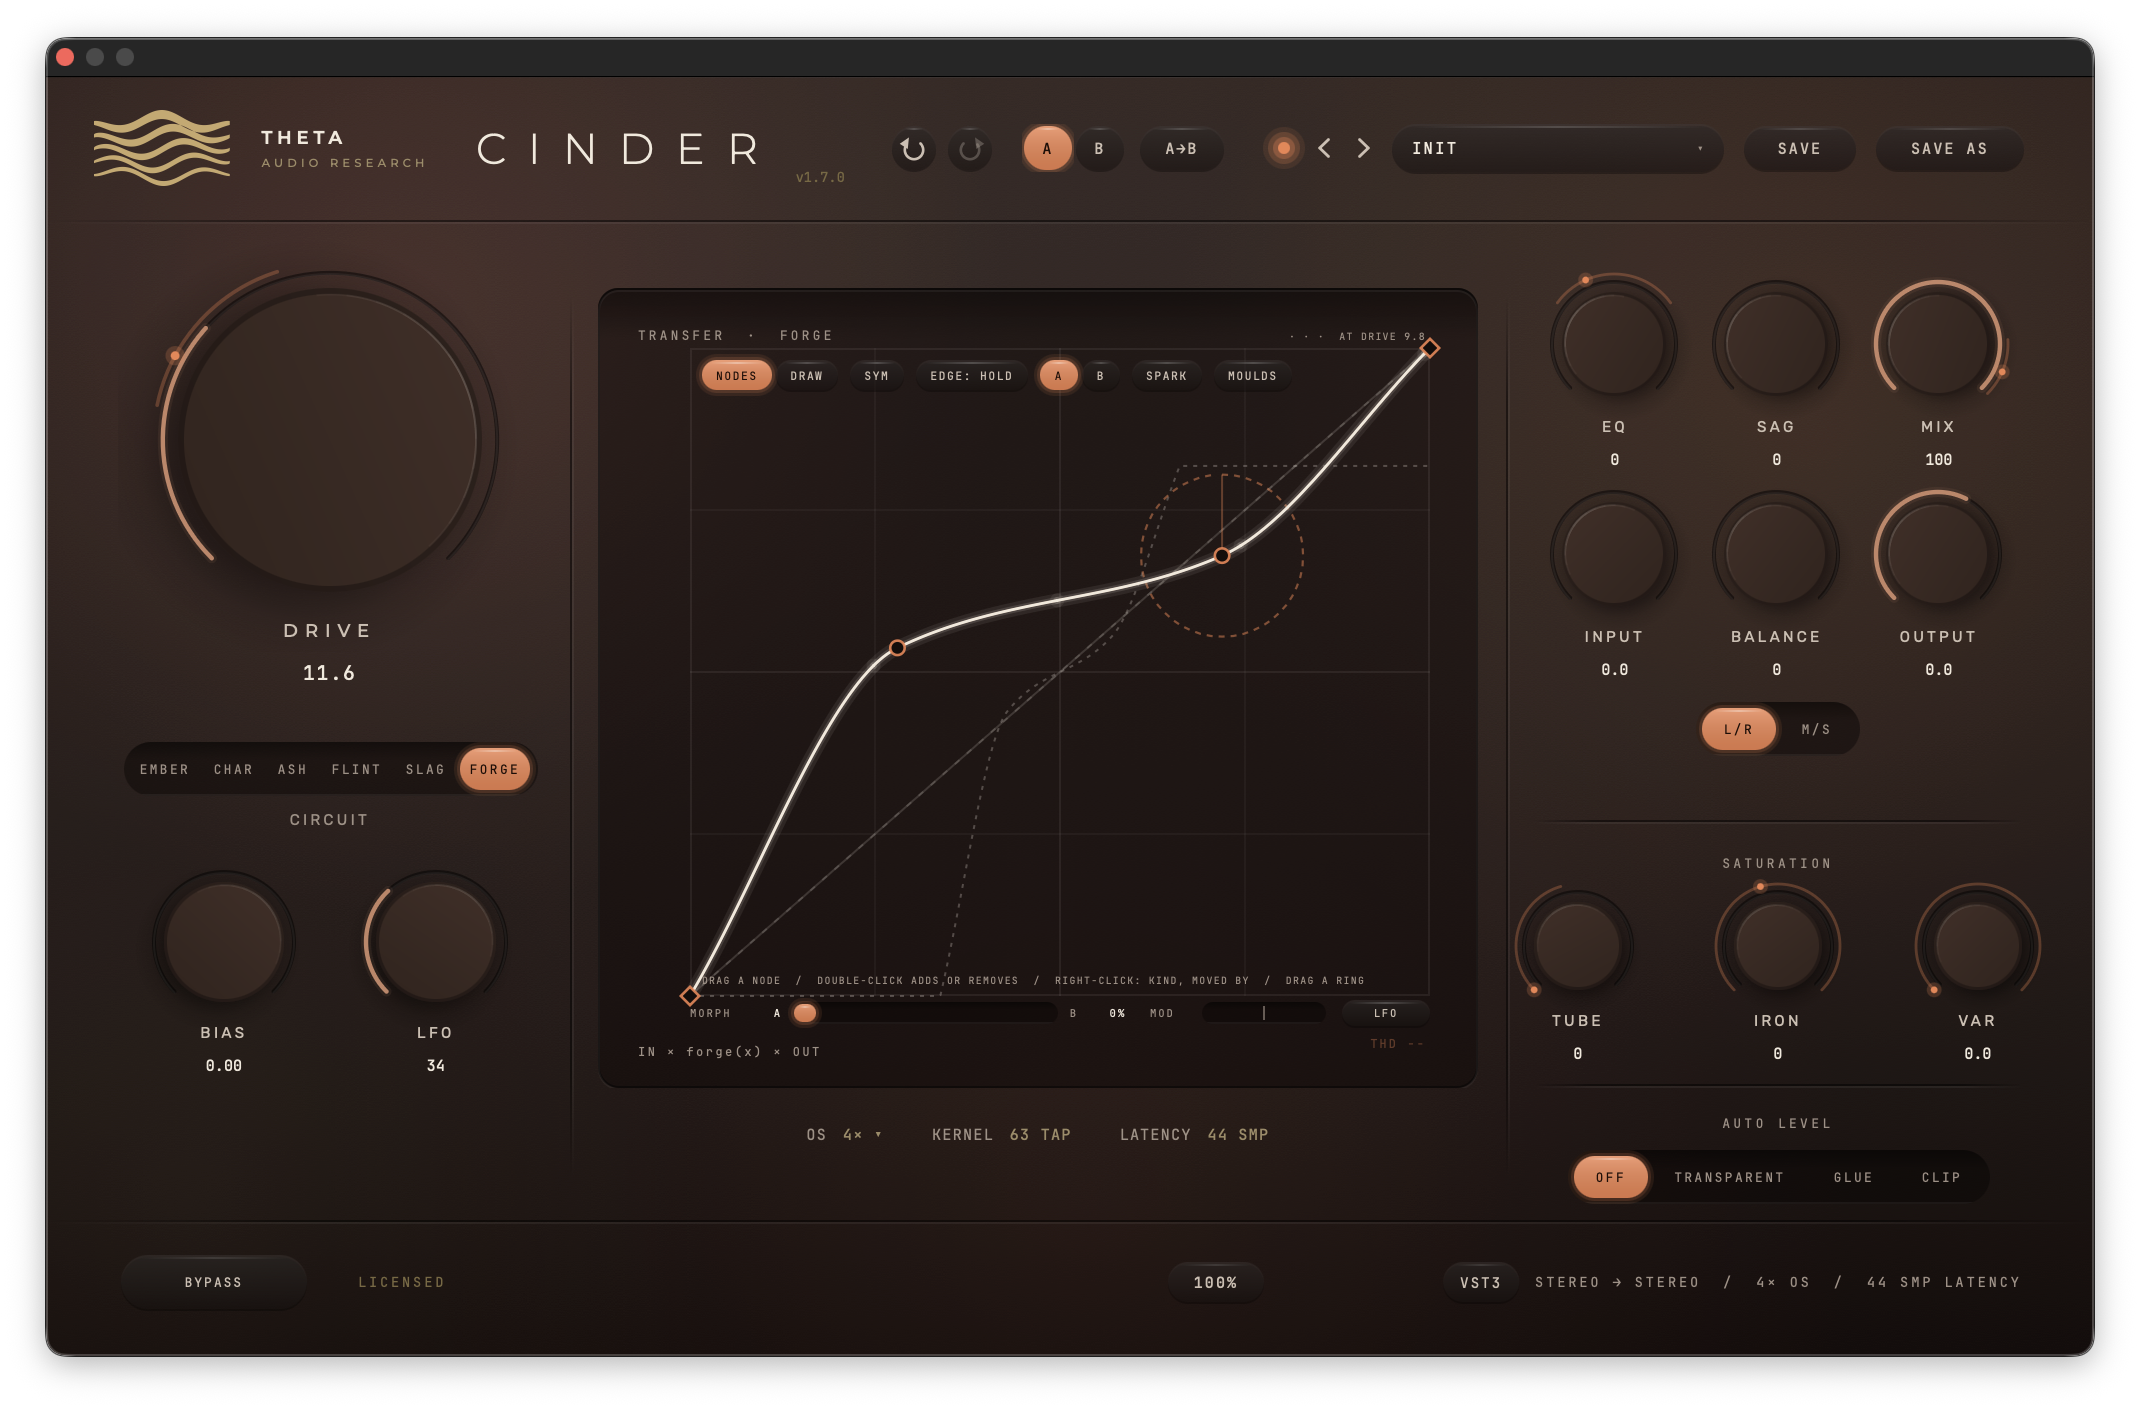 THETA
AUDIO RESEARCH
CINDER
v1.7.0
A B A→B
INIT
SAVE SAVE AS
TRANSFER · FORGE
· · · AT DRIVE 9.8
NODES DRAW SYM EDGE: HOLD A B SPARK MOULDS
DRIVE
11.6
EMBER CHAR ASH FLINT SLAG FORGE
CIRCUIT
BIAS LFO
0.00 34
DRAG A NODE / DOUBLE-CLICK ADDS OR REMOVES / RIGHT-CLICK: KIND, MOVED BY / DRAG A RING
MORPH A B 0% MOD LFO
IN × forge(x) × OUT
THD --
OS 4× ▾ KERNEL 63 TAP LATENCY 44 SMP
EQ SAG MIX
0 0 100
INPUT BALANCE OUTPUT
0.0 0 0.0
L/R M/S
SATURATION
TUBE IRON VAR
0 0 0.0
AUTO LEVEL
OFF TRANSPARENT GLUE CLIP
BYPASS LICENSED 100% VST3 STEREO → STEREO / 4× OS / 44 SMP LATENCY